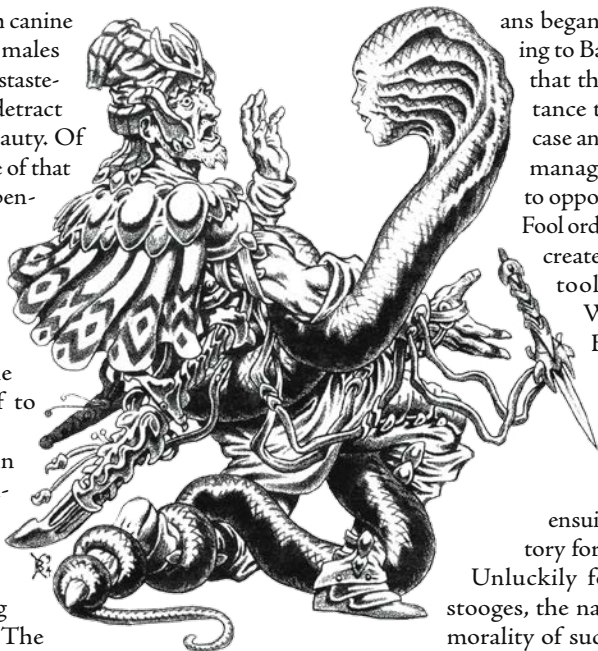 n canine
males
staste-
detract
auty. Of
e of that
pen-
e
f to
n
-
g
The
ans began
ing to Ba
that th
tance t
case an
manag
to oppo
Fool ord
create
tool
W
ensui
tory for
Unluckily fo
stooges, the na
morality of suc